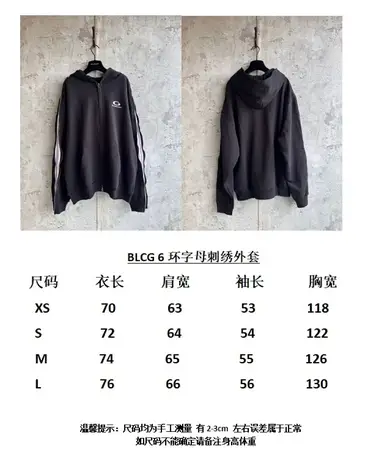 BLCG 6 环字母刺绣外套
尺码 衣长 肩宽 袖长 胸宽
XS 70 63 53 118
S 72 64 54 122
M 74 65 55 126
L 76 66 56 130
温馨提示：尺码均为手工测量 有 2-3cm 左右误差属于正常
如尺码不能确定请备注身高体重